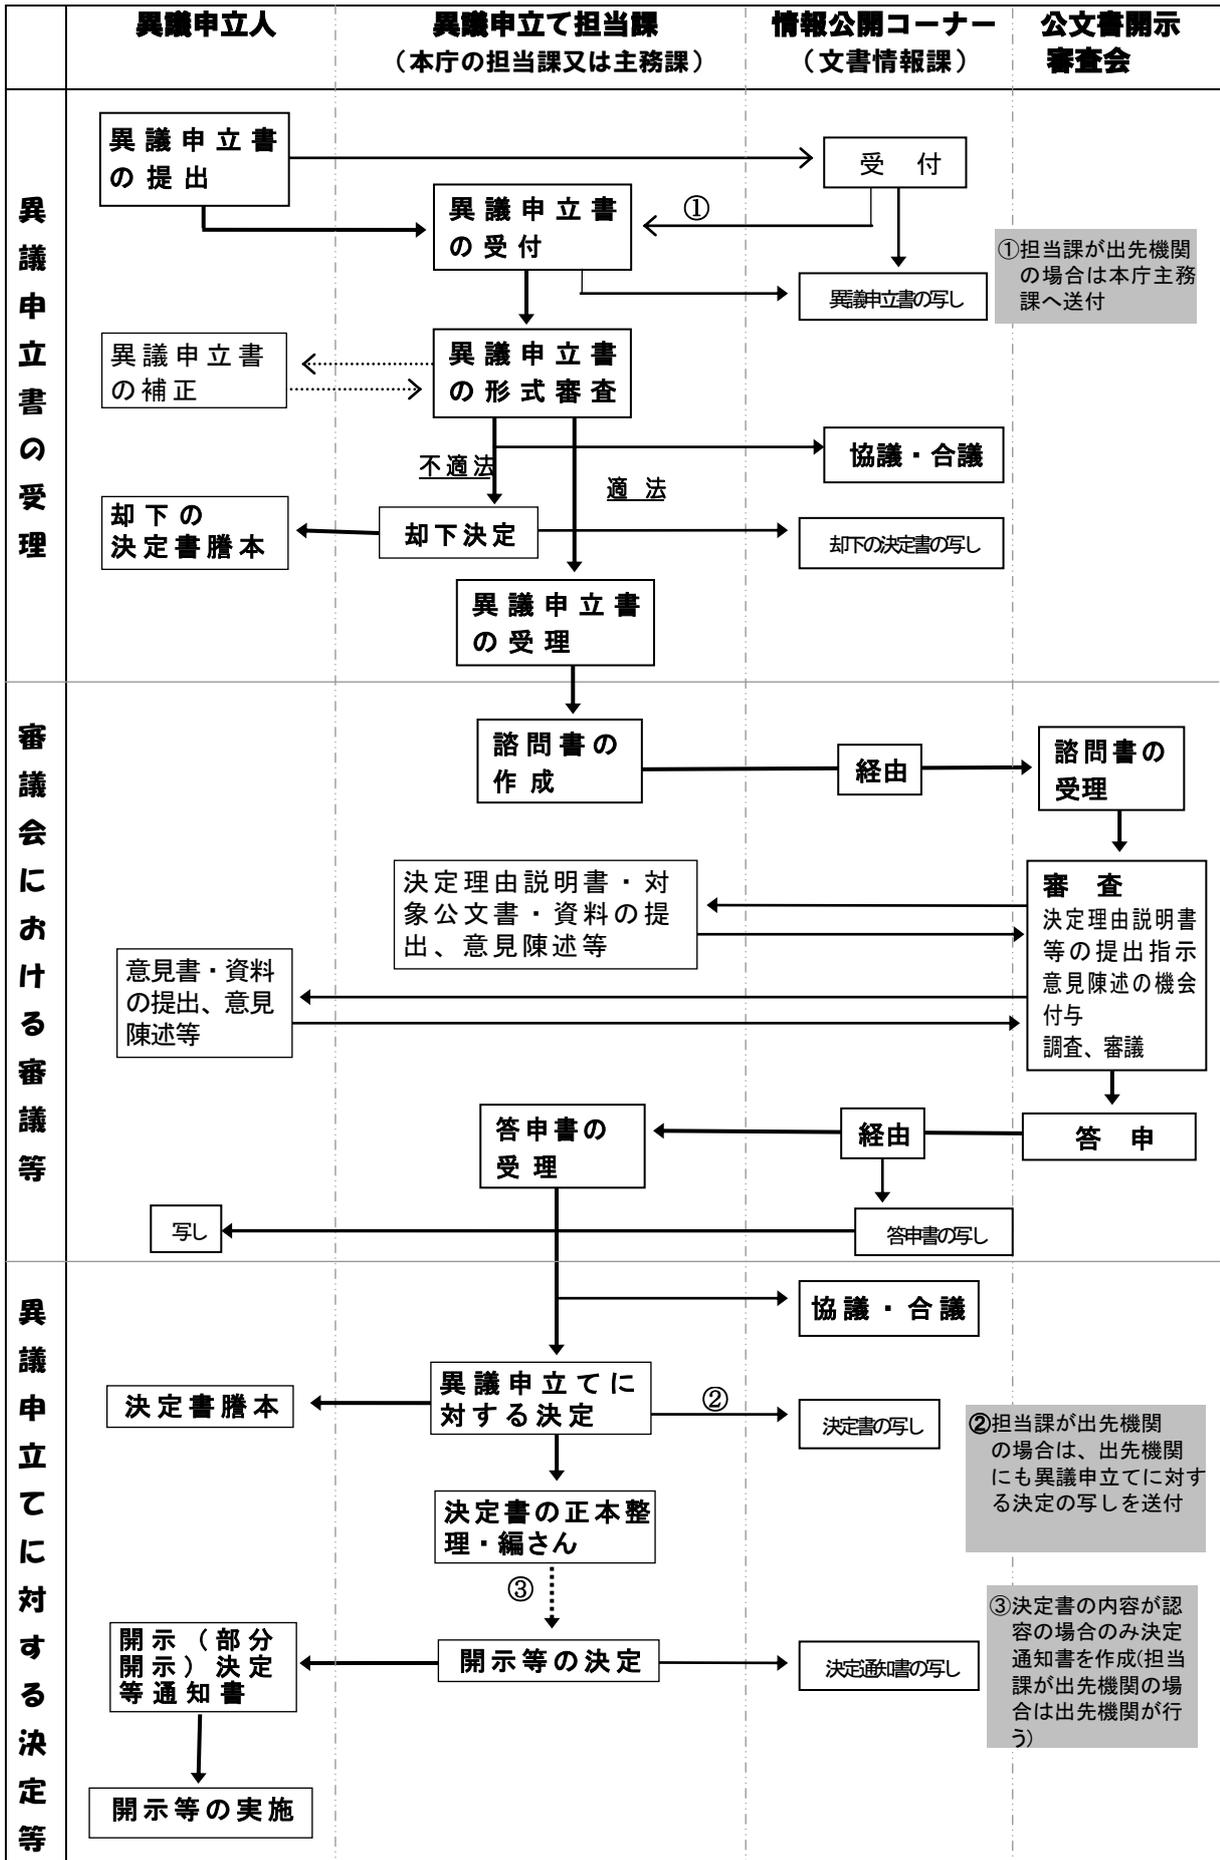 異議申立人
異議申立て担当課
（本庁の担当課又は主務課）
情報公開コーナー
（文書情報課）
公文書開示
審査会
異議申立書の受理
異議申立書
の提出
受　付
異議申立書
の受付
①
①担当課が出先機関
の場合は本庁主務
課へ送付
異議申立書の写し
異議申立書
の補正
異議申立書
の形式審査
不適法
適　法
協議・合議
却下の
決定書謄本
却下決定
却下の決定書の写し
異議申立書
の受理
審議会における審議等
諮問書の
作成
経由
諮問書の
受理
決定理由説明書・対
象公文書・資料の提
出、意見陳述等
審　査
決定理由説明書
等の提出指示
意見陳述の機会
付与
調査、審議
意見書・資料
の提出、意見
陳述等
答申書の
受理
経由
答　申
写し
答申書の写し
異議申立てに対する決定等
協議・合議
決定書謄本
異議申立てに
対する決定
②
決定書の写し
②担当課が出先機関
の場合は、出先機関
にも異議申立てに対す
る決定の写しを送付
決定書の正本整
理・編さん
③
開示（部分
開示）決定
等通知書
開示等の決定
決定通知書の写し
③決定書の内容が認
容の場合のみ決定
通知書を作成(担当
課が出先機関の場
合は出先機関が行
う)
開示等の実施